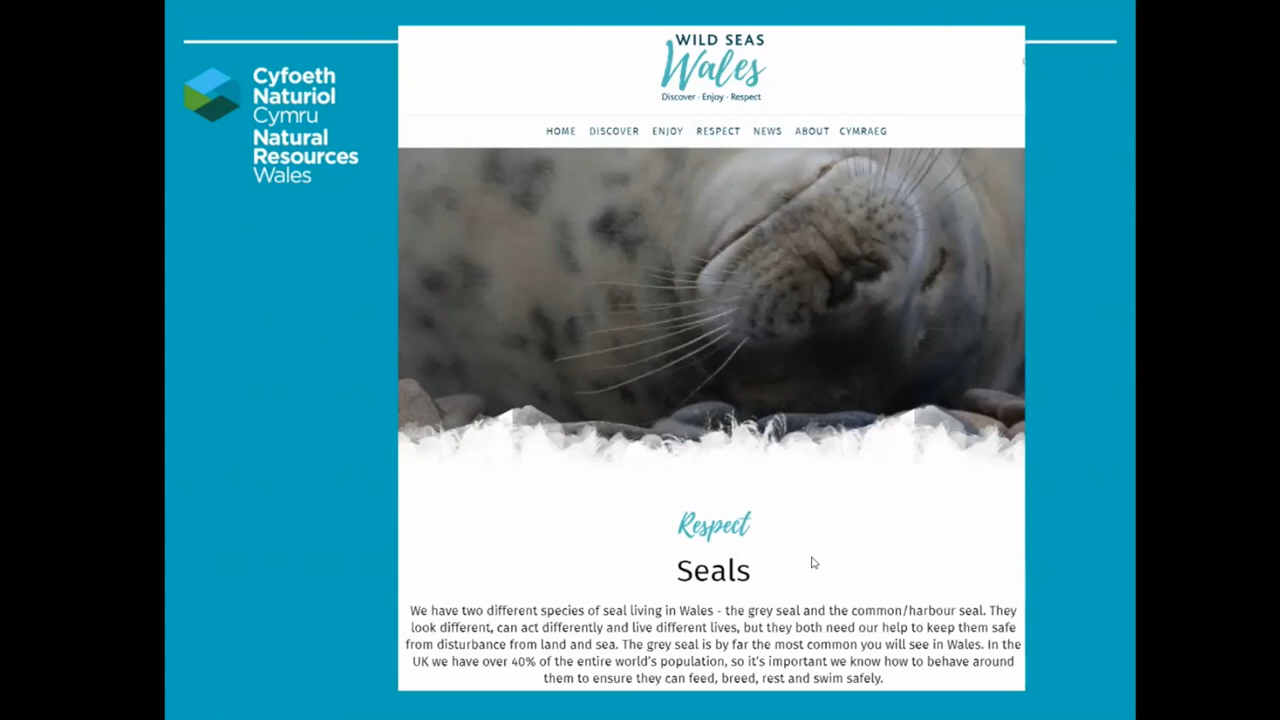 Cyfoeth
Naturiol
Cymru
Natural
Resources
Wales
WILD SEAS
Wales
Discover · Enjoy · Respect
HOME DISCOVER ENJOY RESPECT NEWS ABOUT CYMRAEG
Respect
Seals
We have two different species of seal living in Wales - the grey seal and the common/harbour seal. They
look different, can act differently and live different lives, but they both need our help to keep them safe
from disturbance from land and sea. The grey seal is by far the most common you will see in Wales. In the
UK we have over 40% of the entire world's population, so it's important we know how to behave around
them to ensure they can feed, breed, rest and swim safely.